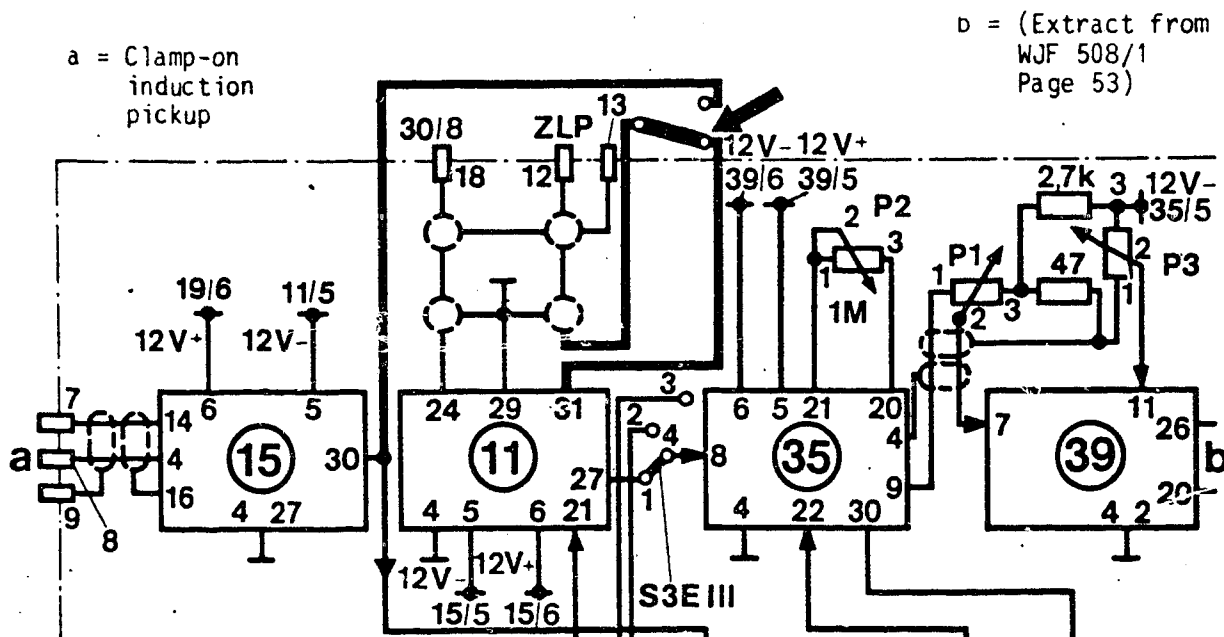 a = Clamp-on
induction
pickup
b = (Extract from
WJF 508/1
Page 53)
30/8
ZLP
13
18
12
12V- 12V+
39/6 39/5
2,7k 3 12V-
35/5
2 P2
3
1
1M
P1
1
2
3
47
2
1
P3
19/6
12V+
11/5
12V-
7
a
9
8
14
4
16
6
5
15
30
4 27
24
29
31
11
27
4
5
6
21
12V-
15/5
12V+
15/6
3
2
4
1
S3E III
6
5
21
20
8
35
4
9
4
22
30
7
11
39
26
20
4 2
b